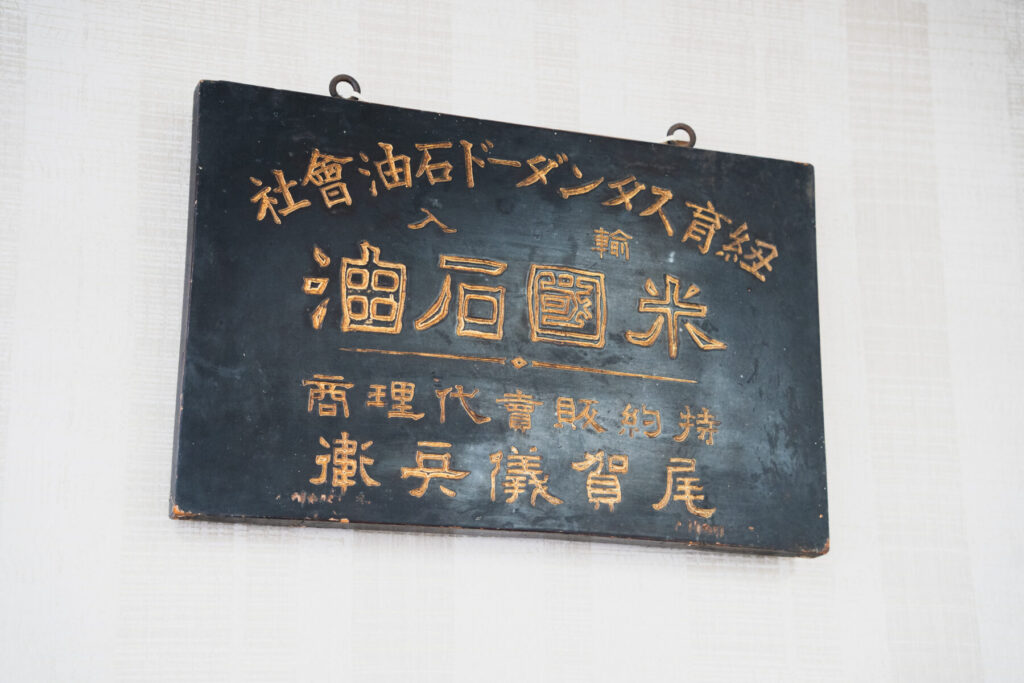 紐育スタンダード石油會社
輸入
米國石油
特約販賣代理商
尾賀儀兵衛